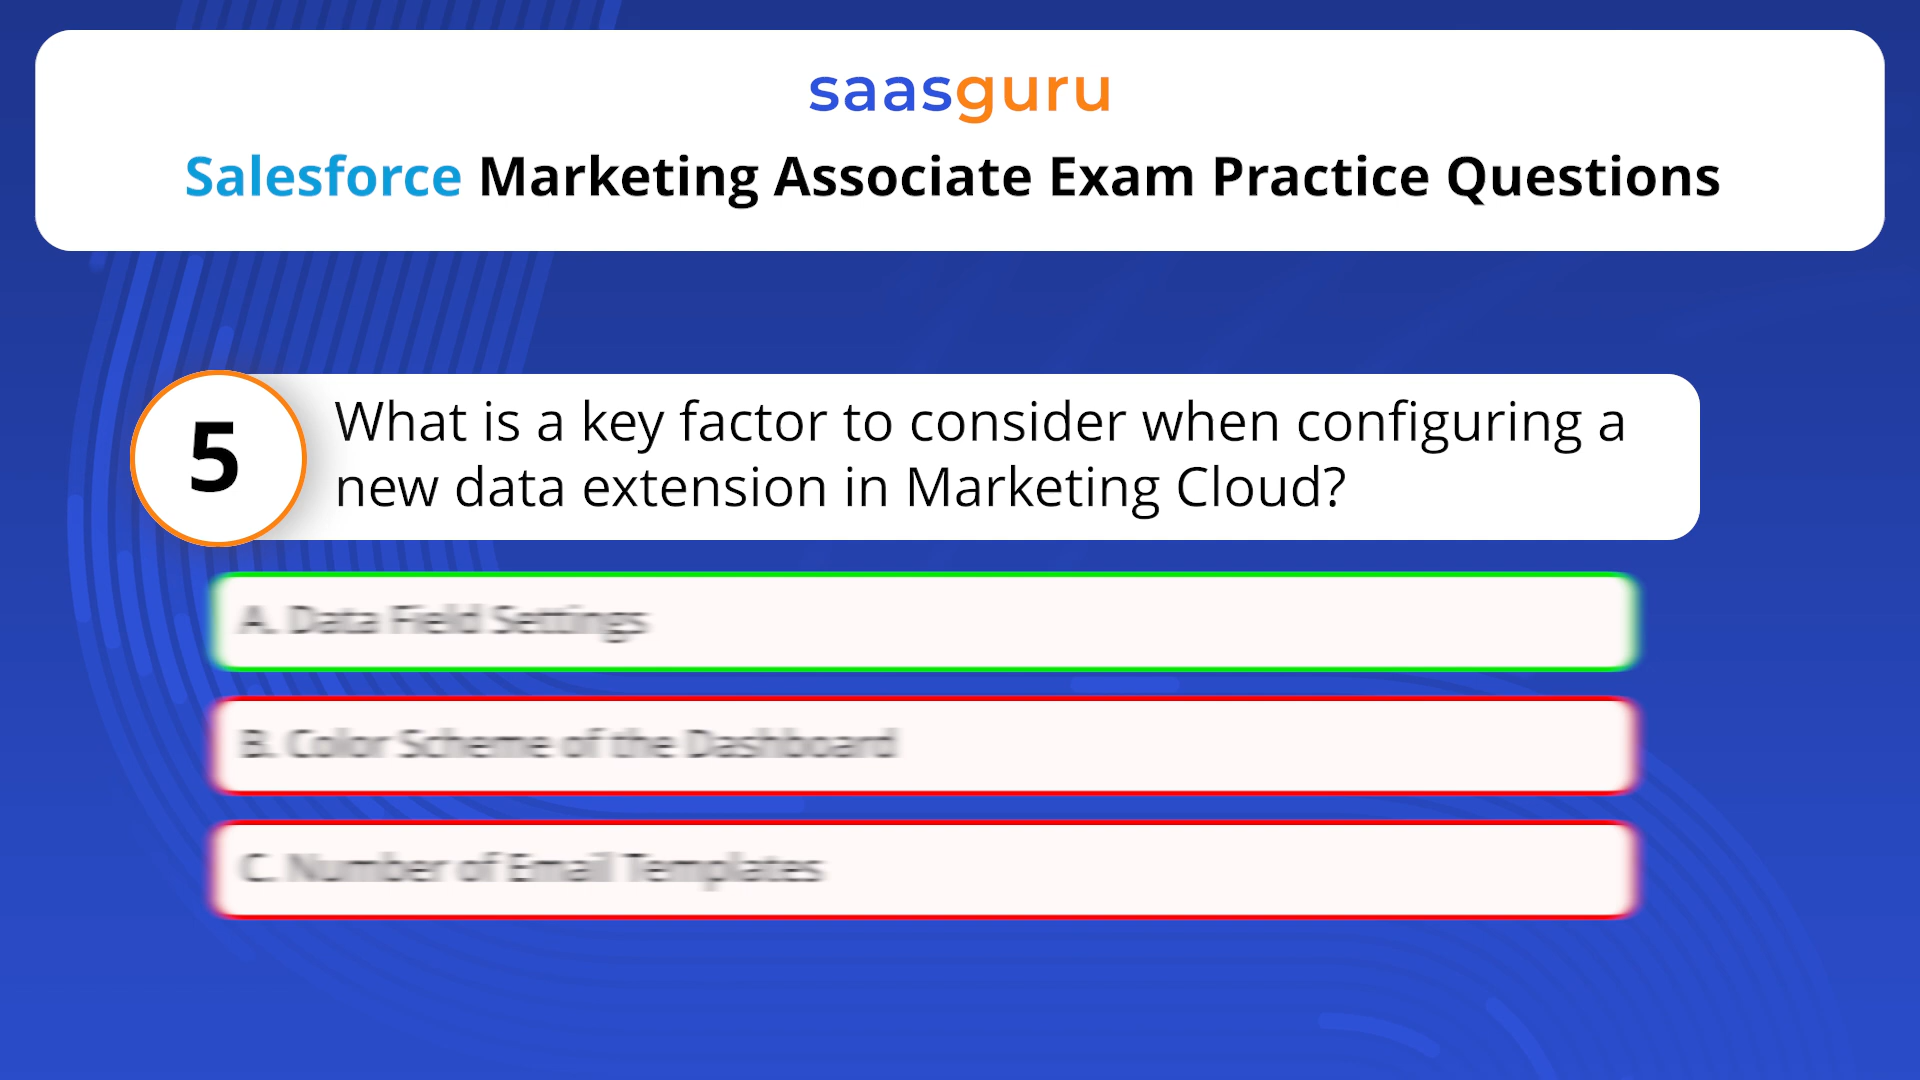 saasguru
Salesforce Marketing Associate Exam Practice Questions
5
What is a key factor to consider when configuring a
new data extension in Marketing Cloud?
A. Data Field Settings
B. Color Scheme of the Dashboard
C. Number of Email Templates